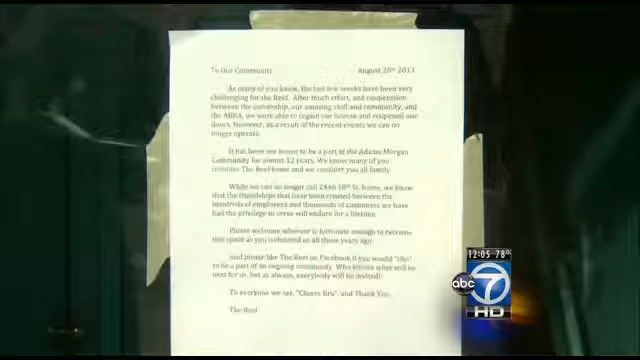 To Our Community August 28th 2013
As many of you know, the last few weeks have been very
challenging for the Reef. After much effort, and cooperation
between the ownership, our amazing staff and community, and
the ABRA, we were able to regain our license and reopened our
doors. However, as a result of the recent events we can no
longer operate.
It has been our honor to be a part of the Adams Morgan
Community for almost 12 years. We know many of you
consider The Reef home and we consider you all family.
While we can no longer call 2446 18th St. home, we know
that the friendships that have been created between the
hundreds of employees and thousands of customers we have
had the privilege to serve will endure for a lifetime.
Please welcome whoever is fortunate enough to recreate
this space as you welcomed us all those years ago.
And please like The Reef on Facebook if you would "like"
to be a part of an ongoing community. Who knows what will be
next for us, but as always, everybody will be invited!
To everyone we say, "Cheers Bro", and Thank You.
The Reef
12:05 78°
abc 7
HD